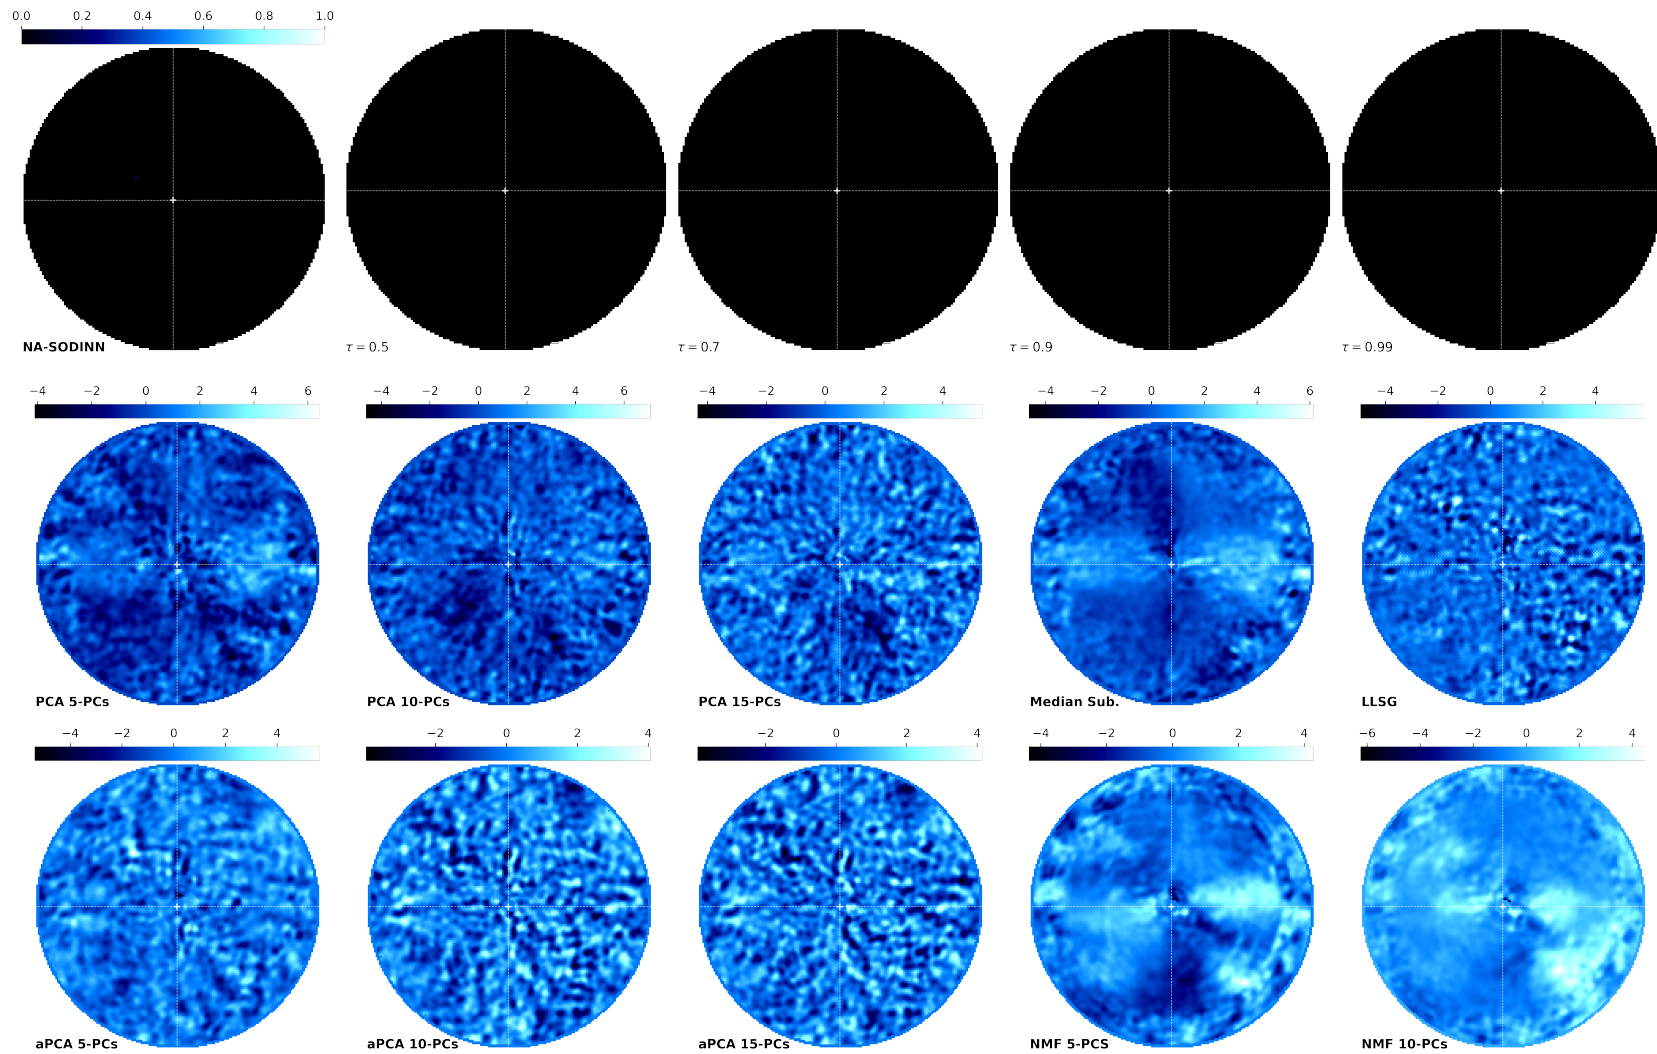 0.0 0.2 0.4 0.6 0.8 1.0
NA-SODINN
τ = 0.5
τ = 0.7
τ = 0.9
τ = 0.99
−4 −2 0 2 4 6
−4 −2 0 2 4 6
−4 −2 0 2 4
−4 −2 0 2 4 6
−4 −2 0 2 4
PCA 5-PCs
PCA 10-PCs
PCA 15-PCs
Median Sub.
LLSG
−4 −2 0 2 4
−2 0 2 4
−2 0 2 4
−4 −2 0 2 4
−6 −4 −2 0 2 4
aPCA 5-PCs
aPCA 10-PCs
aPCA 15-PCs
NMF 5-PCS
NMF 10-PCs